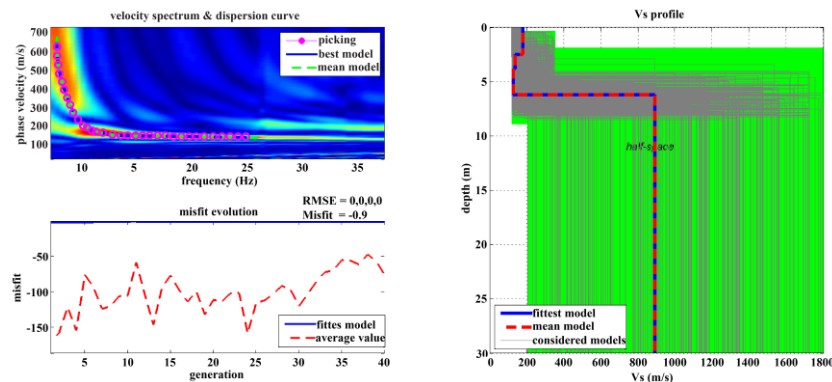 velocity spectrum & dispersion curve
700
600
500
400
300
200
100
phase velocity (m/s)
picking
best model
mean model
10 5 20 25 30 35
frequency (Hz)
misfit evolution
RMSE = 0,0,0,0
Misfit = -0.9
-50
-100
-150
misfit
fittes model
average value
5 10 15 20 25 30 35 40
generation
Vs profile
0
5
10
15
20
25
30
depth (m)
half-space
fittest model
mean model
considered models
200 400 600 800 1000 1200 1400 1600 1800
Vs (m/s)